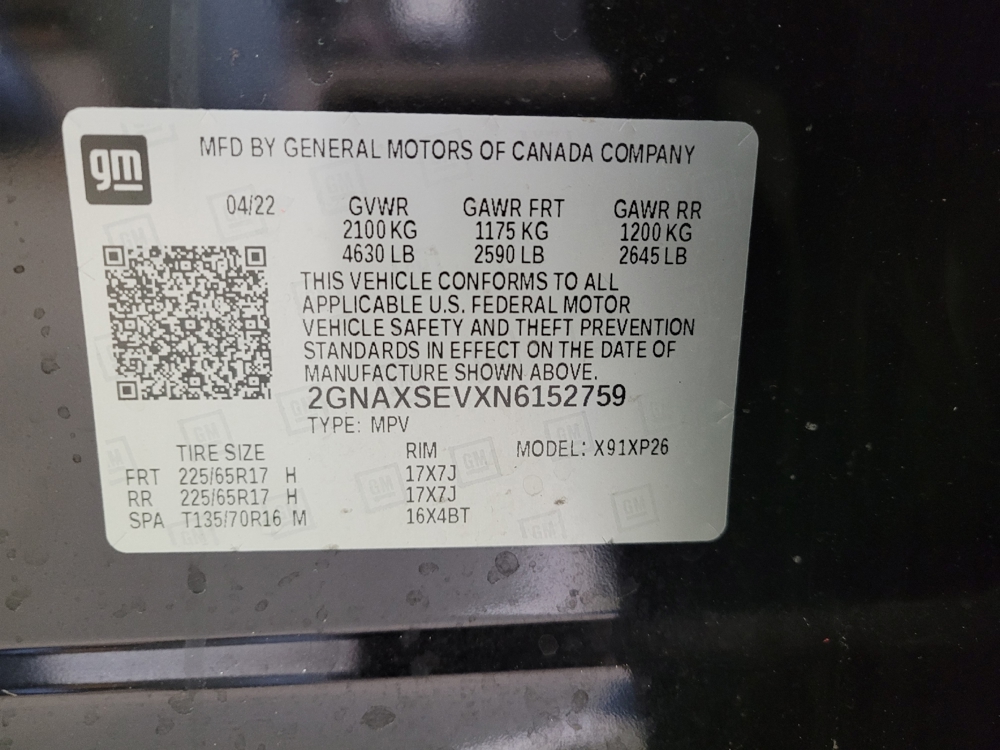 gm
MFD BY GENERAL MOTORS OF CANADA COMPANY
04/22 GVWR GAWR FRT GAWR RR
2100 KG 1175 KG 1200 KG
4630 LB 2590 LB 2645 LB
THIS VEHICLE CONFORMS TO ALL
APPLICABLE U.S. FEDERAL MOTOR
VEHICLE SAFETY AND THEFT PREVENTION
STANDARDS IN EFFECT ON THE DATE OF
MANUFACTURE SHOWN ABOVE.
2GNAXSEVXN6152759
TYPE: MPV
TIRE SIZE RIM MODEL: X91XP26
FRT 225/65R17 H 17X7J
RR 225/65R17 H 17X7J
SPA T135/70R16 M 16X4BT